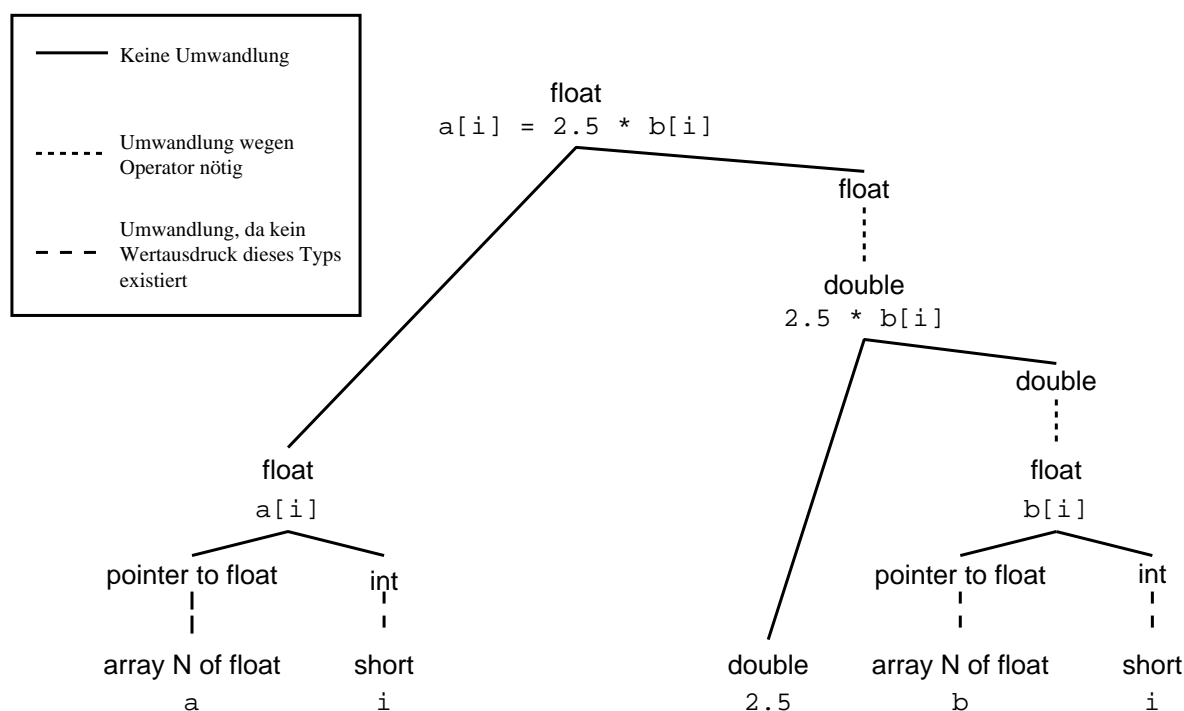 Keine Umwandlung
Umwandlung wegen
Operator nötig
Umwandlung, da kein
Wertausdruck dieses Typs
existiert
float
a[i] = 2.5 * b[i]
float
double
2.5 * b[i]
double
float
a[i]
float
b[i]
pointer to float
int
pointer to float
int
array N of float
short
double
array N of float
short
a
i
2.5
b
i